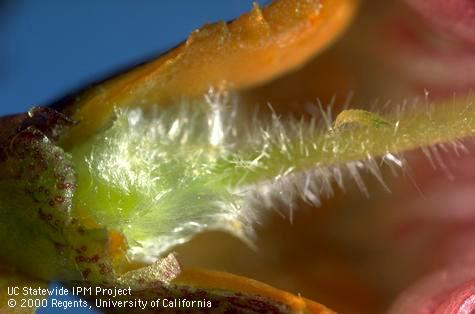 UC Statewide IPM Project
© 2000 Regents, University of California